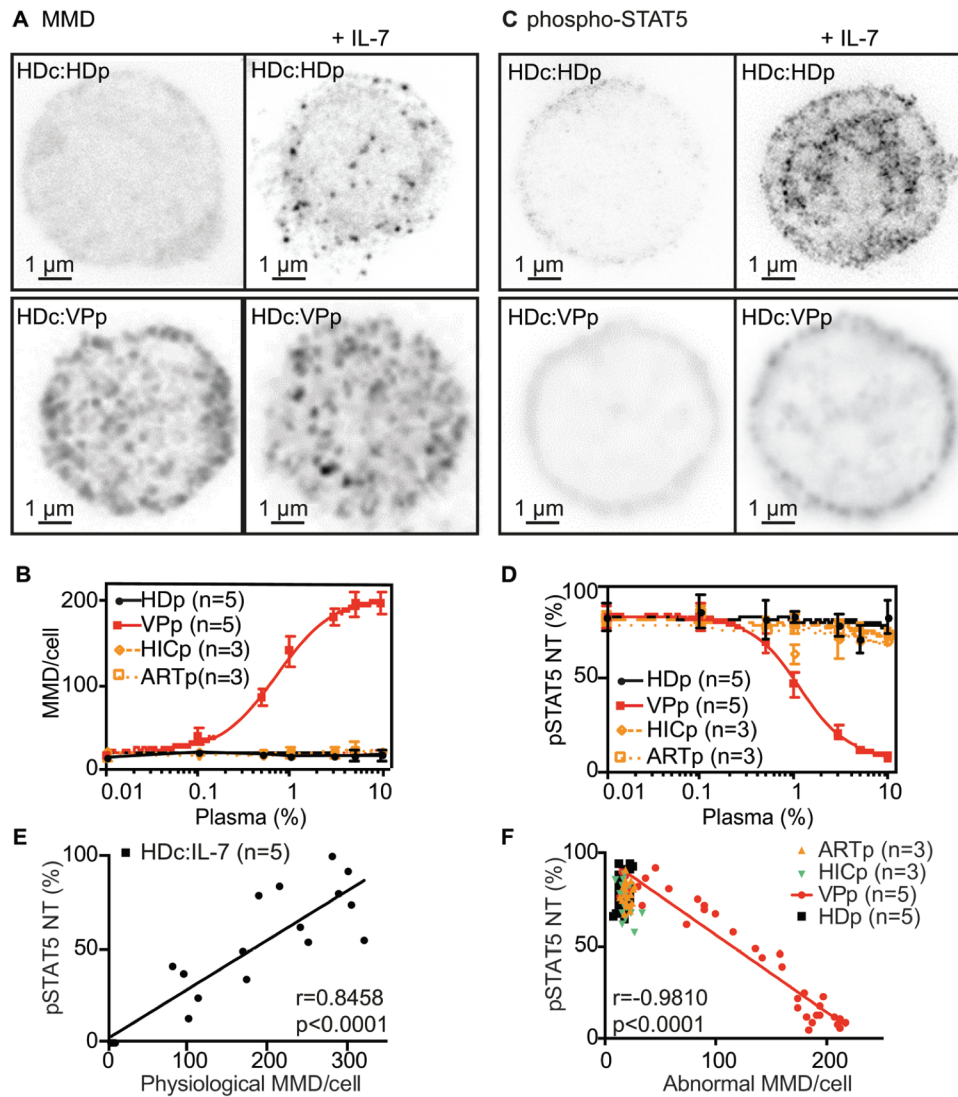 A MMD
+ IL-7
HDc:HDp
HDc:HDp
1 µm
1 µm
HDc:VPp
HDc:VPp
1 µm
1 µm
C phospho-STAT5
+ IL-7
HDc:HDp
HDc:HDp
1 µm
1 µm
HDc:VPp
HDc:VPp
1 µm
1 µm
B
HDp (n=5)
VPp (n=5)
HICp (n=3)
ARTp(n=3)
MMD/cell
200
100
0
0.01 0.1 1 10
Plasma (%)
D
pSTAT5 NT (%)
100
50
0
HDp (n=5)
VPp (n=5)
HICp (n=3)
ARTp (n=3)
0.01 0.1 1 10
Plasma (%)
E
HDc:IL-7 (n=5)
pSTAT5 NT (%)
100
50
0
r=0.8458
p<0.0001
0 100 200 300
Physiological MMD/cell
F
ARTp (n=3)
HICp (n=3)
VPp (n=5)
HDp (n=5)
pSTAT5 NT (%)
100
50
0
r=-0.9810
p<0.0001
0 100 200
Abnormal MMD/cell